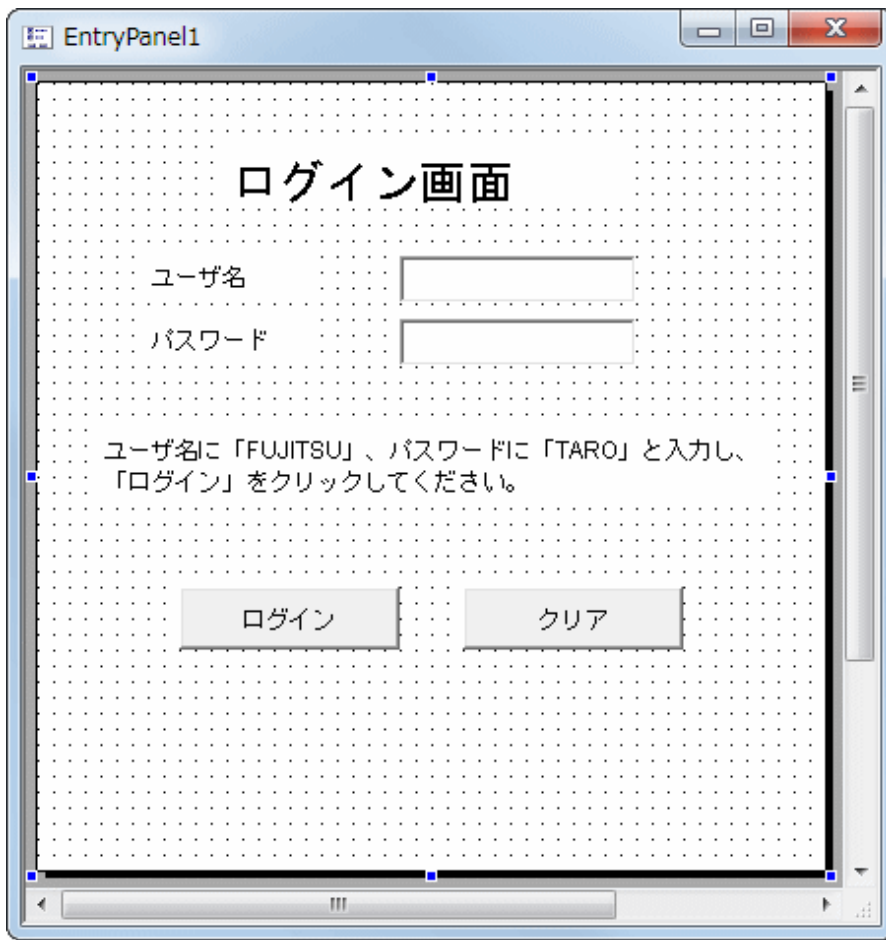 EntryPanel1
ログイン画面
ユーザ名
パスワード
ユーザ名に「FUJITSU」、パスワードに「TARO」と入力し、
「ログイン」をクリックしてください。
ログイン
クリア